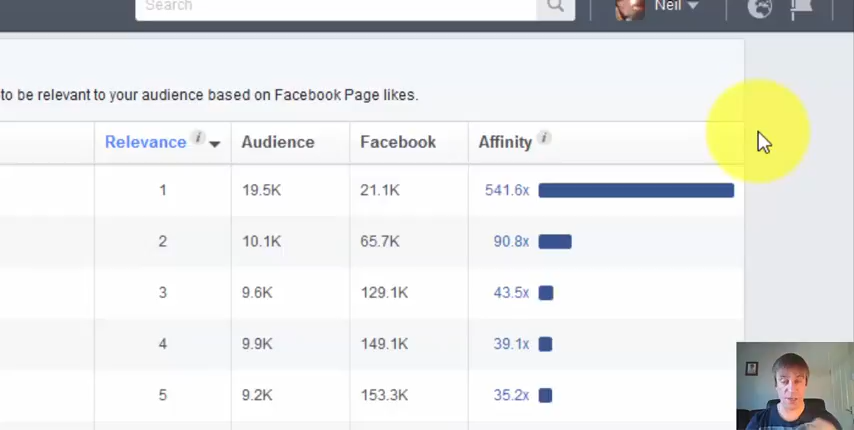 Search
Neil
to be relevant to your audience based on Facebook Page likes.
Relevance i Audience Facebook Affinity i
1 19.5K 21.1K 541.6x
2 10.1K 65.7K 90.8x
3 9.6K 129.1K 43.5x
4 9.9K 149.1K 39.1x
5 9.2K 153.3K 35.2x